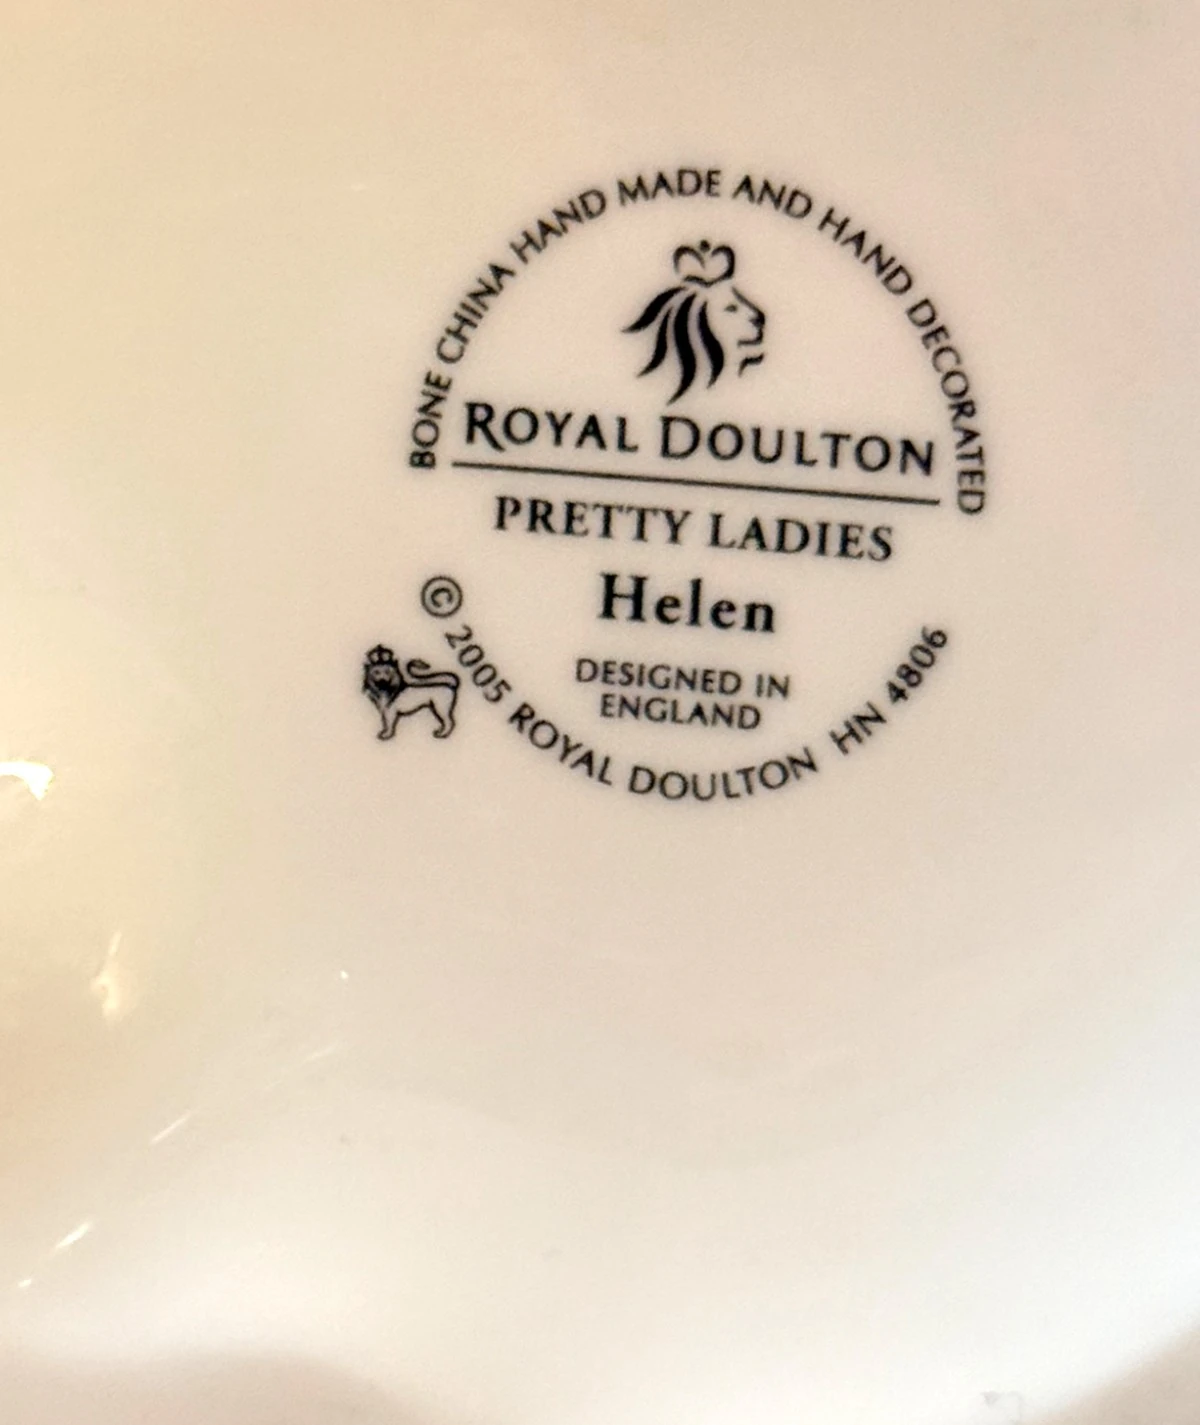 BONE CHINA HAND MADE AND HAND DECORATED
ROYAL DOULTON
PRETTY LADIES
Helen
DESIGNED IN
ENGLAND
© 2005 ROYAL DOULTON HN 4806